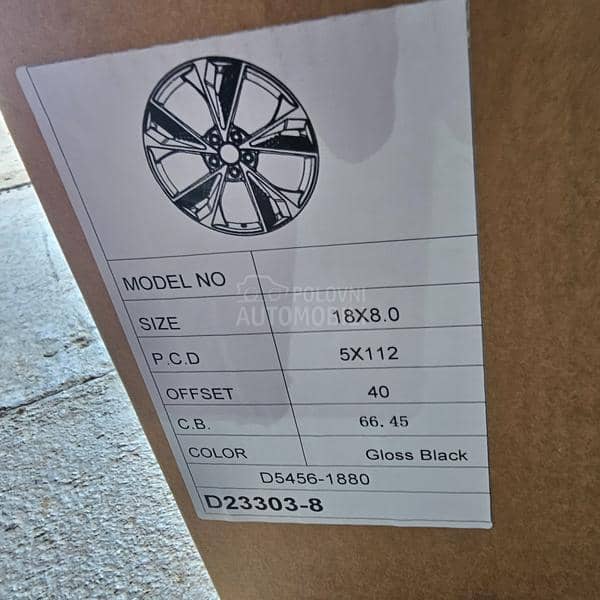 MODEL NO
POLOVNI
AUTOMOBILI
SIZE 18X8.0
P.C.D 5X112
OFFSET 40
C.B. 66.45
COLOR Gloss Black
D5456-1880
D23303-8